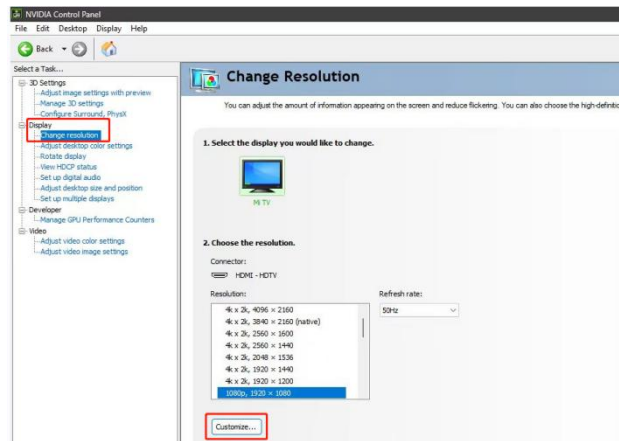 NVIDIA Control Panel
File Edit Desktop Display Help
Back
Select a Task...
3D Settings
Adjust image settings with preview
Manage 3D settings
Configure Surround, PhysX
Display
Change resolution
Adjust desktop color settings
Rotate display
View HDCP status
Set up digital audio
Adjust desktop size and position
Set up multiple displays
Developer
Manage GPU Performance Counters
Video
Adjust video color settings
Adjust video image settings
Change Resolution
You can adjust the amount of information appearing on the screen and reduce flickering. You can also choose the high-definitio
1. Select the display you would like to change.
Mi TV
2. Choose the resolution.
Connector:
HDMI - HDTV
Resolution:
Refresh rate:
4k x 2k, 4096 × 2160
50Hz
4k x 2k, 3840 × 2160 (native)
4k x 2k, 2560 × 1600
4k x 2k, 2560 × 1440
4k x 2k, 2048 × 1536
4k x 2k, 1920 × 1440
4k x 2k, 1920 × 1200
1080p, 1920 × 1080
Customize...